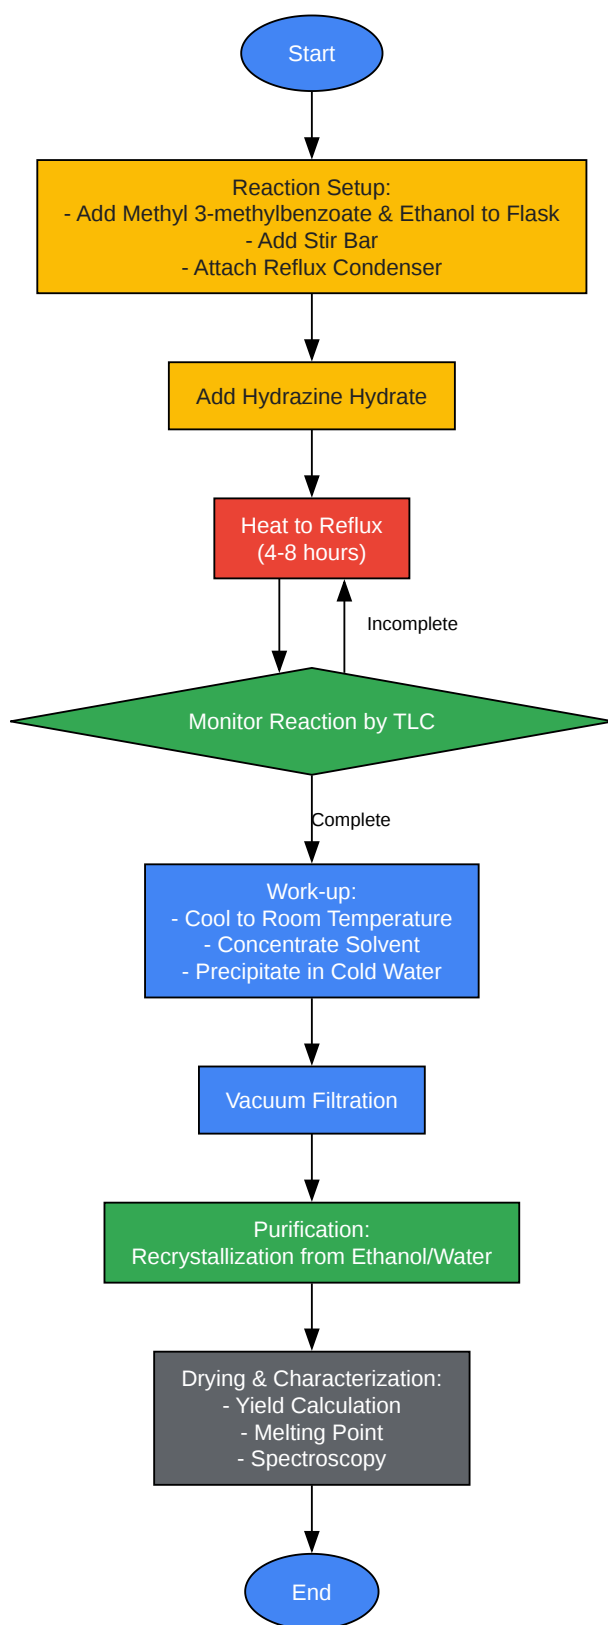 Start
Reaction Setup:
- Add Methyl 3-methylbenzoate & Ethanol to Flask
- Add Stir Bar
- Attach Reflux Condenser
Add Hydrazine Hydrate
Heat to Reflux
(4-8 hours)
Incomplete
Monitor Reaction by TLC
Complete
Work-up:
- Cool to Room Temperature
- Concentrate Solvent
- Precipitate in Cold Water
Vacuum Filtration
Purification:
Recrystallization from Ethanol/Water
Drying & Characterization:
- Yield Calculation
- Melting Point
- Spectroscopy
End